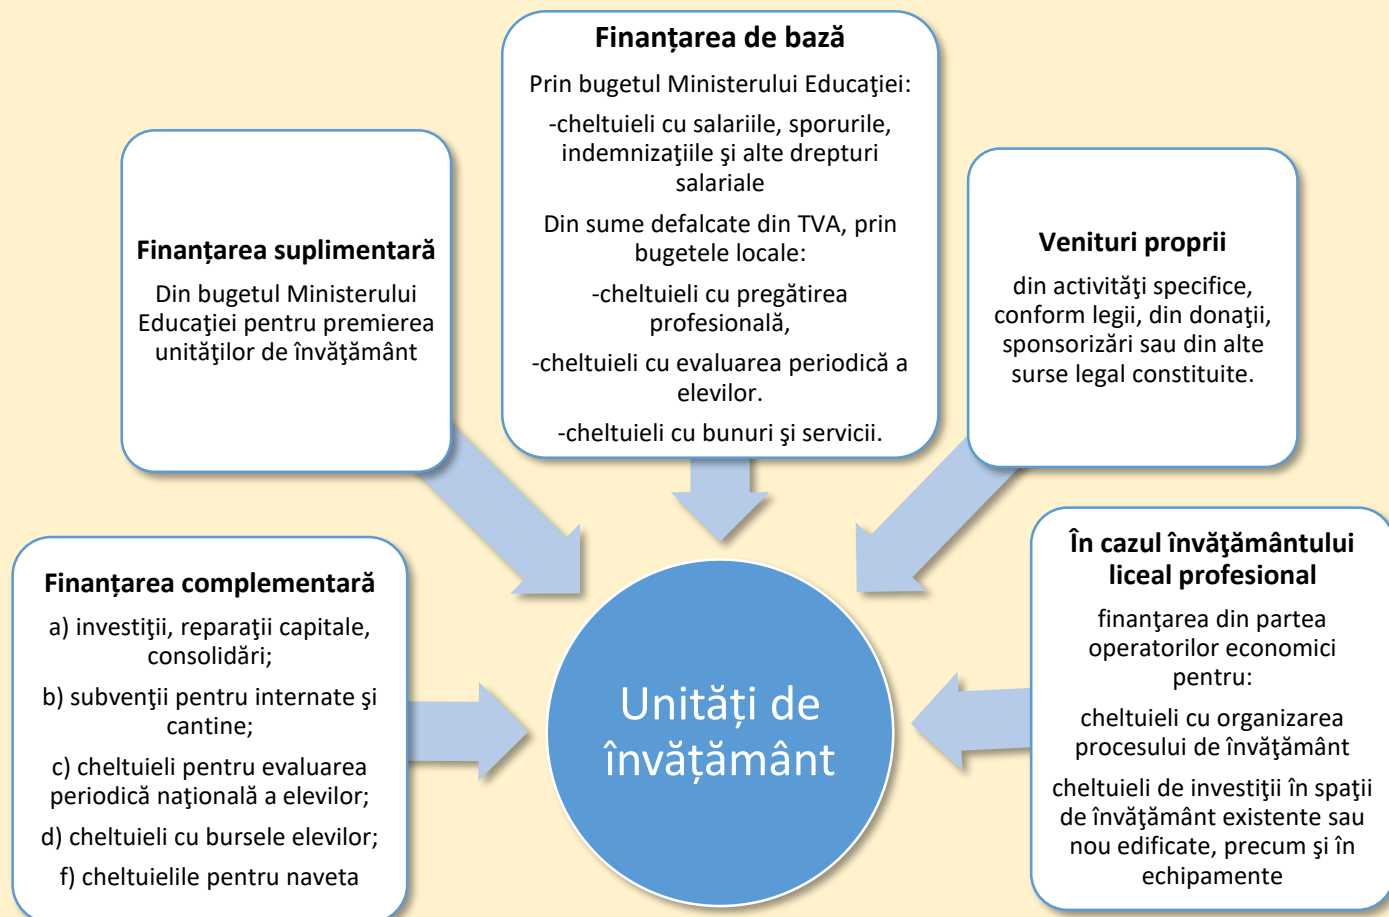 Finanțarea de bază
Prin bugetul Ministerului Educaţiei:
-cheltuieli cu salariile, sporurile,
indemnizaţiile şi alte drepturi
salariale
Din sume defalcate din TVA, prin
bugetele locale:
-cheltuieli cu pregătirea
profesională,
-cheltuieli cu evaluarea periodică a
elevilor.
-cheltuieli cu bunuri şi servicii.
Finanțarea suplimentară
Din bugetul Ministerului
Educaţiei pentru premierea
unităţilor de învăţământ
Venituri proprii
din activităţi specifice,
conform legii, din donaţii,
sponsorizări sau din alte
surse legal constituite.
Finanțarea complementară
a) investiţii, reparaţii capitale,
consolidări;
b) subvenţii pentru internate şi
cantine;
c) cheltuieli pentru evaluarea
periodică naţională a elevilor;
d) cheltuieli cu bursele elevilor;
f) cheltuielile pentru naveta
Unități de
învățământ
În cazul învăţământului
liceal profesional
finanţarea din partea
operatorilor economici
pentru:
cheltuieli cu organizarea
procesului de învăţământ
cheltuieli de investiţii în spaţii
de învăţământ existente sau
nou edificate, precum şi în
echipamente